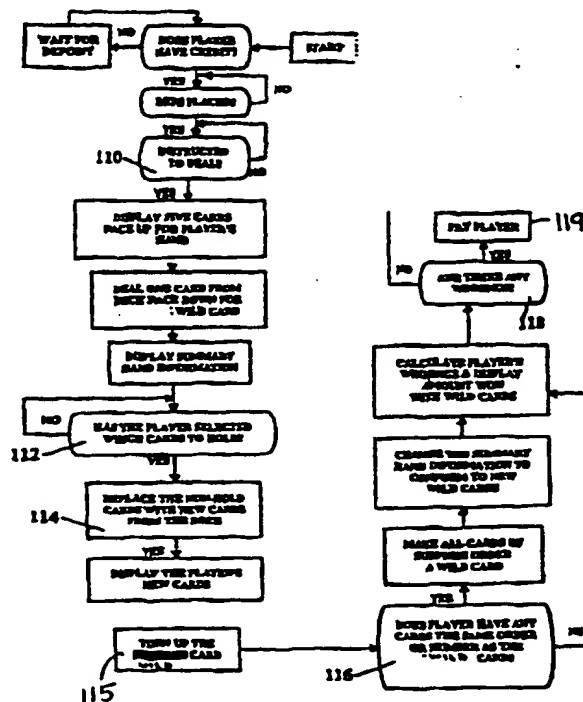 NO
WAIT FOR
DEPOSIT
DOES PLAYER
HAVE CREDIT?
START
YES
NO
BETS PLACED?
YES
INSTRUCTED
TO DEAL?
NO
110
YES
DISPLAY FIVE CARDS
FACE UP FOR PLAYER'S
HAND
DEAL ONE CARD FROM
DECK FACE DOWN FOR
WILD CARD
DISPLAY SUMMARY
HAND INFORMATION
NO
HAS THE PLAYER SELECTED
WHICH CARDS TO HOLD?
112
YES
REPLACE THE NON-HOLD
CARDS WITH NEW CARDS
FROM THE DECK
114
YES
DISPLAY THE PLAYER'S
NEW CARDS
TURN UP THE
CARD
WILD
115
DOES PLAYER HAVE ANY
CARDS THE SAME ORDER
OR NUMBER AS THE
WILD CARD?
116
NO
YES
MAKE ALL CARDS OF
ORDER
A WILD CARD
CHANGE THE SUMMARY
HAND INFORMATION TO
CONFORM TO NEW
WILD CARDS
CALCULATE PLAYER'S
WINNINGS & DISPLAY
AMOUNT WON
WITH WILD CARDS
ARE THERE ANY
WINNINGS?
118
NO
YES
PAY PLAYER
119